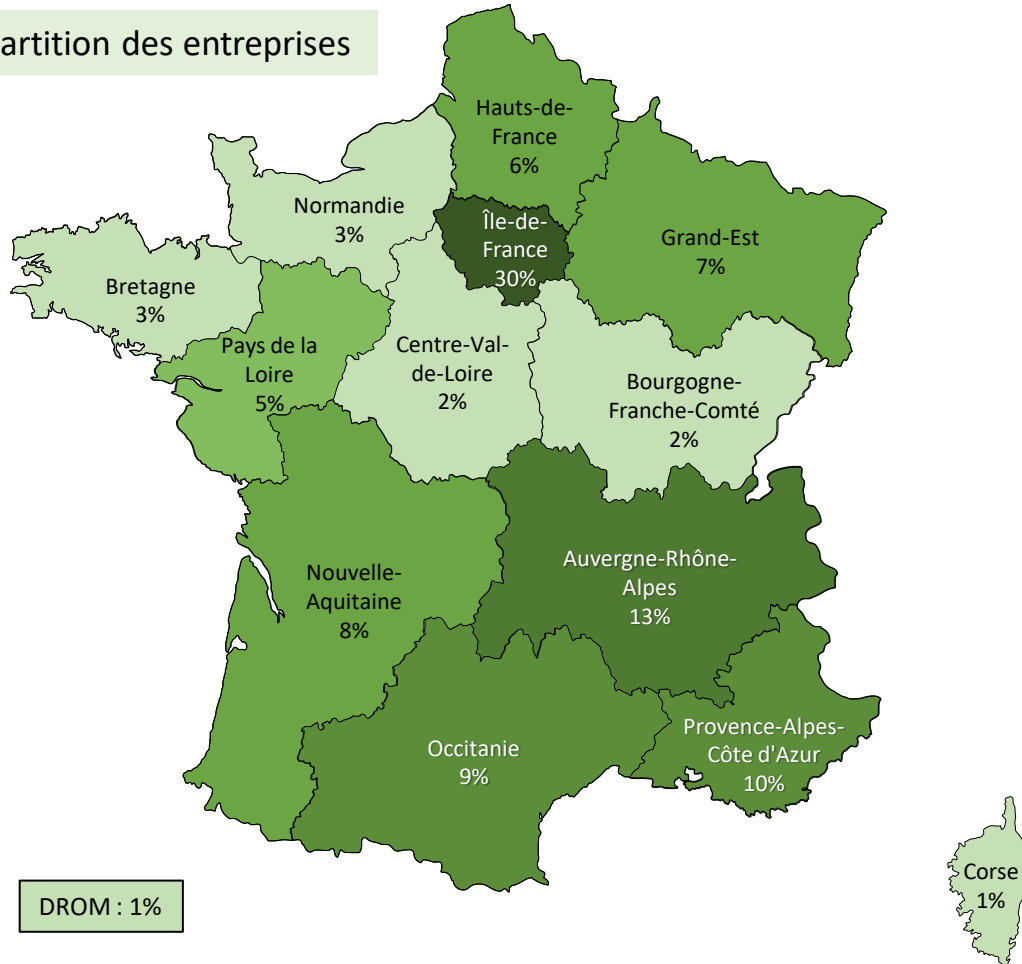 artition des entreprises
Hauts-de-
France
6%
Normandie
3%
Île-de-
France
30%
Grand-Est
7%
Bretagne
3%
Pays de la
Loire
5%
Centre-Val-
de-Loire
2%
Bourgogne-
Franche-Comté
2%
Nouvelle-
Aquitaine
8%
Auvergne-Rhône-
Alpes
13%
Occitanie
9%
Provence-Alpes-
Côte d'Azur
10%
Corse
1%
DROM : 1%